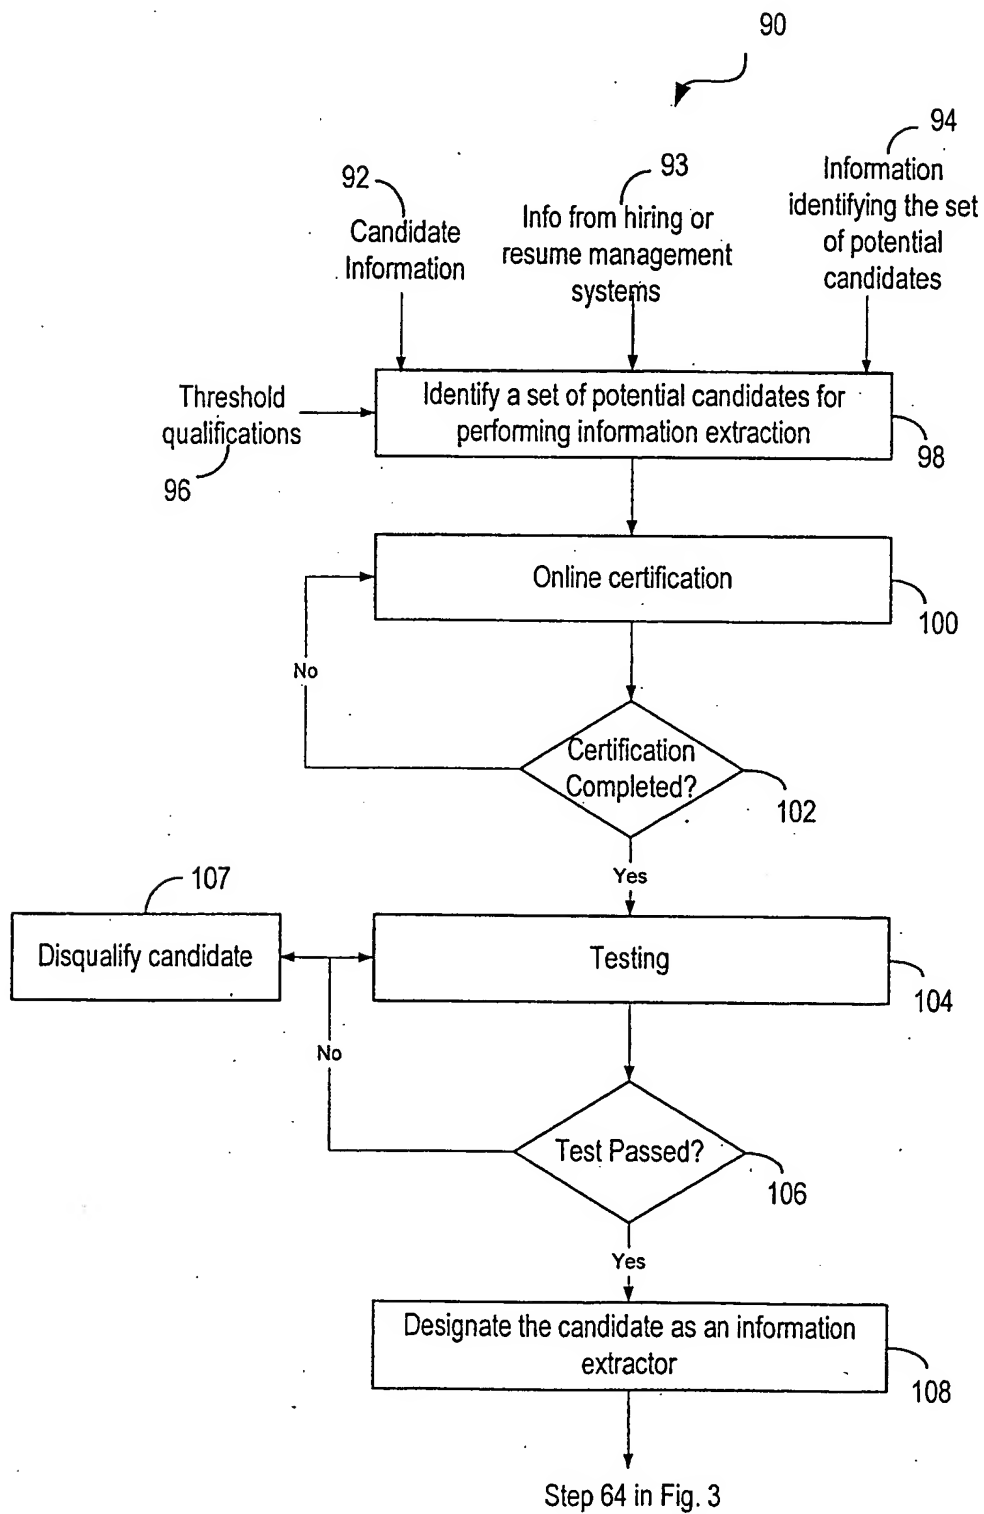 90
94
Information
identifying the set
of potential
candidates
93
Info from hiring or
resume management
systems
92
Candidate
Information
Threshold
qualifications
96
Identify a set of potential candidates for
performing information extraction
98
Online certification
100
No
Certification
Completed?
102
Yes
107
Disqualify candidate
Testing
104
No
Test Passed?
106
Yes
Designate the candidate as an information
extractor
108
Step 64 in Fig. 3